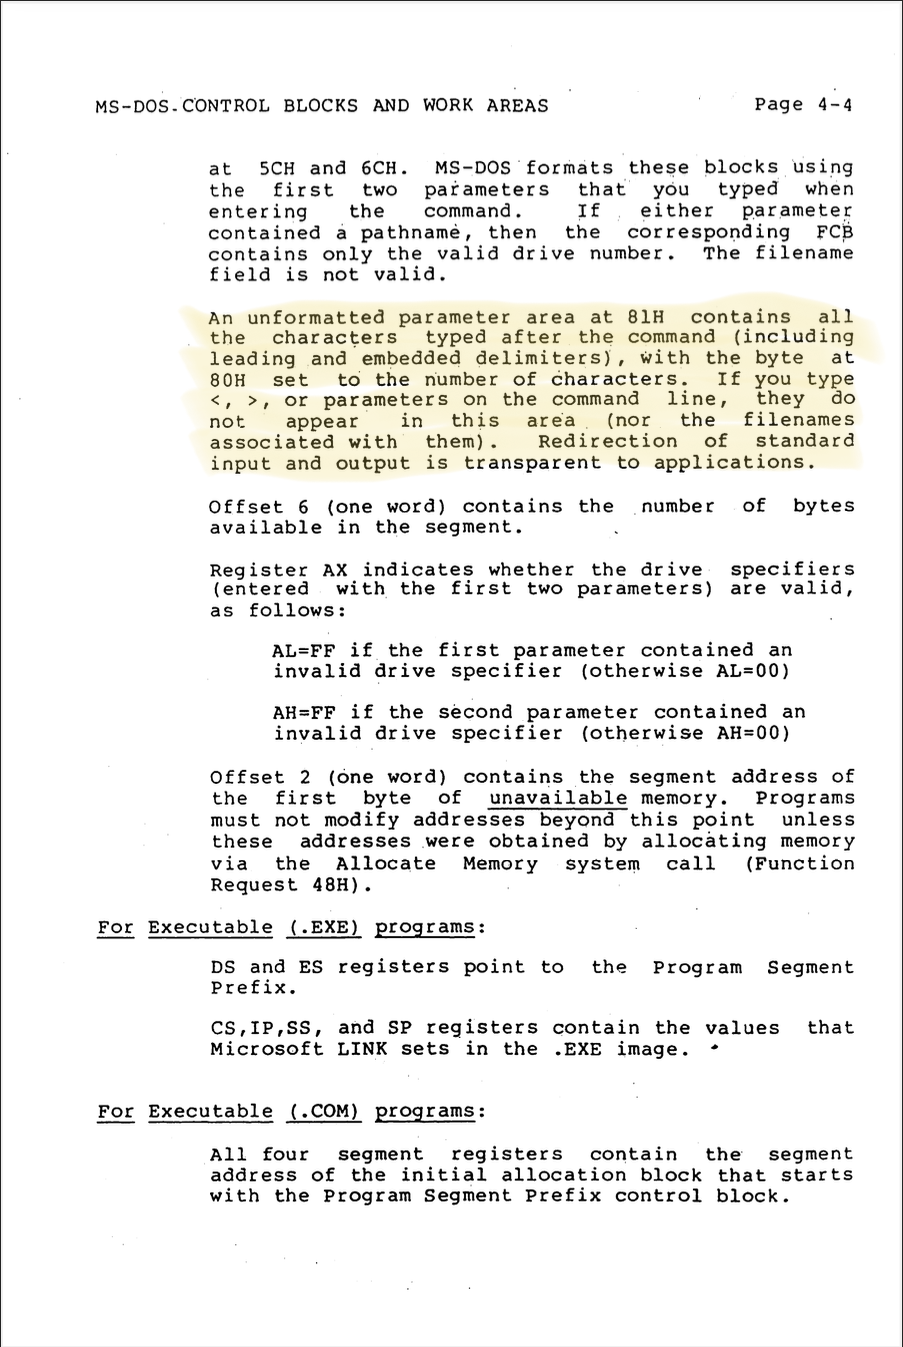 MS-DOS CONTROL BLOCKS AND WORK AREAS Page 4-4
at 5CH and 6CH. MS-DOS formats these blocks using
the first two parameters that you typed when
entering the command. If either parameter
contained a pathname, then the corresponding FCB
contains only the valid drive number. The filename
field is not valid.
An unformatted parameter area at 81H contains all
the characters typed after the command (including
leading and embedded delimiters), with the byte at
80H set to the number of characters. If you type
<, >, or parameters on the command line, they do
not appear in this area (nor the filenames
associated with them). Redirection of standard
input and output is transparent to applications.
Offset 6 (one word) contains the number of bytes
available in the segment.
Register AX indicates whether the drive specifiers
(entered with the first two parameters) are valid,
as follows:
AL=FF if the first parameter contained an
invalid drive specifier (otherwise AL=00)
AH=FF if the second parameter contained an
invalid drive specifier (otherwise AH=00)
Offset 2 (one word) contains the segment address of
the first byte of unavailable memory. Programs
must not modify addresses beyond this point unless
these addresses were obtained by allocating memory
via the Allocate Memory system call (Function
Request 48H).
For Executable (.EXE) programs:
DS and ES registers point to the Program Segment
Prefix.
CS,IP,SS, and SP registers contain the values that
Microsoft LINK sets in the .EXE image.
For Executable (.COM) programs:
All four segment registers contain the segment
address of the initial allocation block that starts
with the Program Segment Prefix control block.